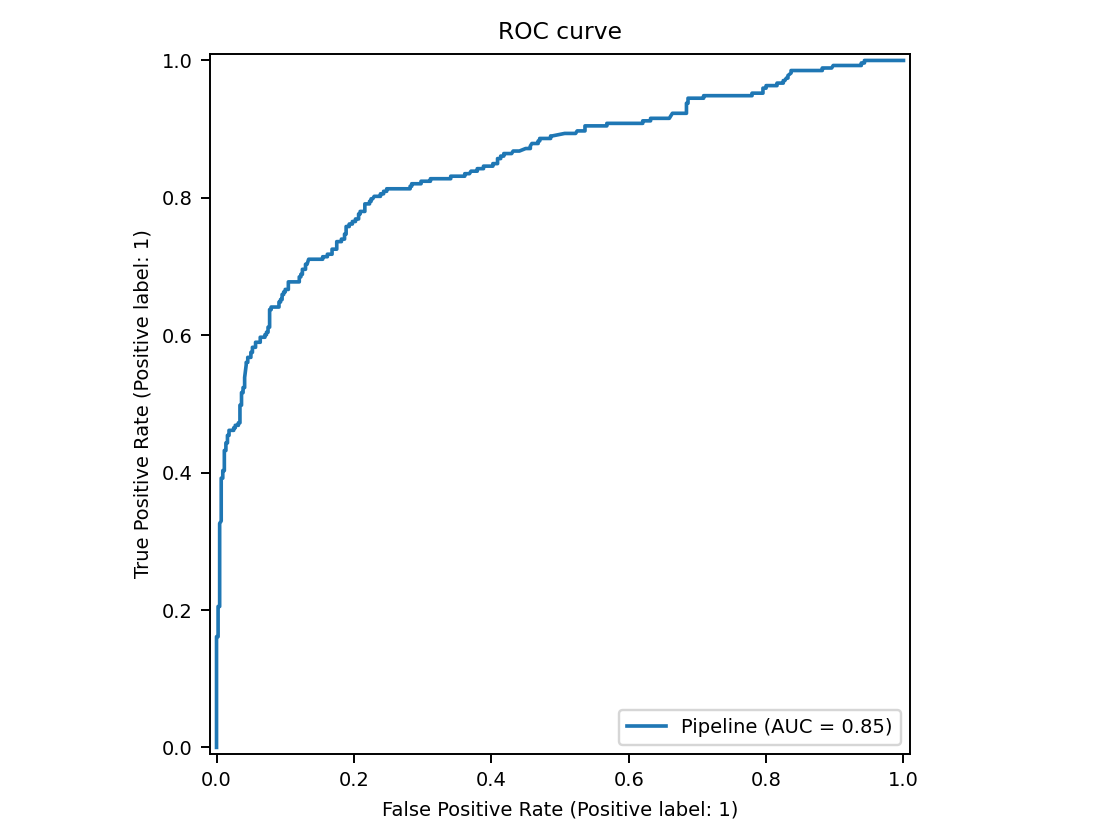 ROC curve
True Positive Rate (Positive label: 1)
1.0
0.8
0.6
0.4
0.2
0.0
Pipeline (AUC = 0.85)
0.0 0.2 0.4 0.6 0.8 1.0
False Positive Rate (Positive label: 1)